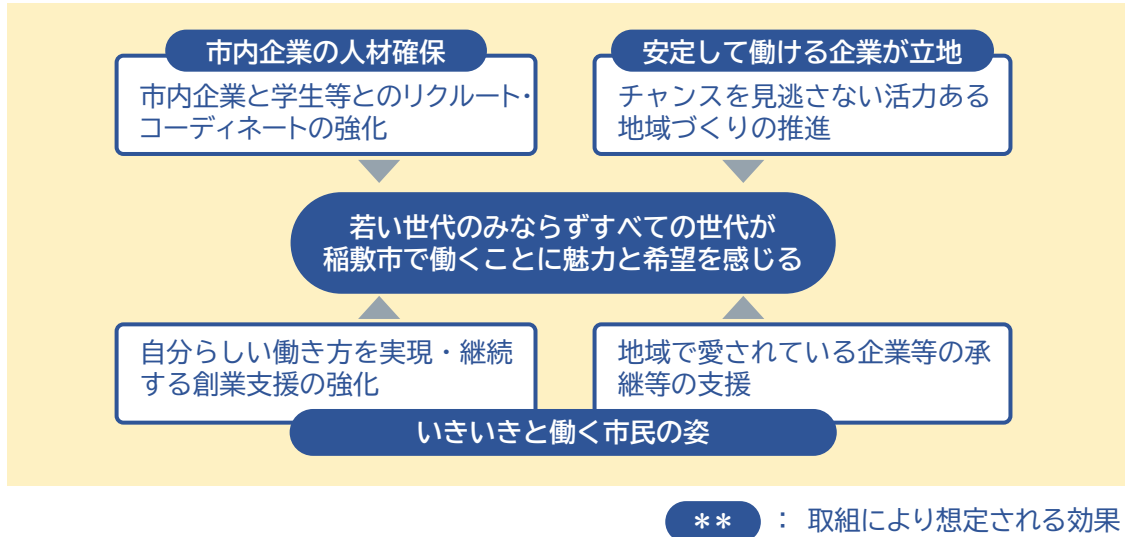 市内企業の人材確保
市内企業と学生等とのリクルート・
コーディネートの強化
安定して働ける企業が立地
チャンスを見逃さない活力ある
地域づくりの推進
若い世代のみならずすべての世代が
稲敷市で働くことに魅力と希望を感じる
自分らしい働き方を実現・継続
する創業支援の強化
地域で愛されている企業等の承
継等の支援
いきいきと働く市民の姿
** : 取組により想定される効果